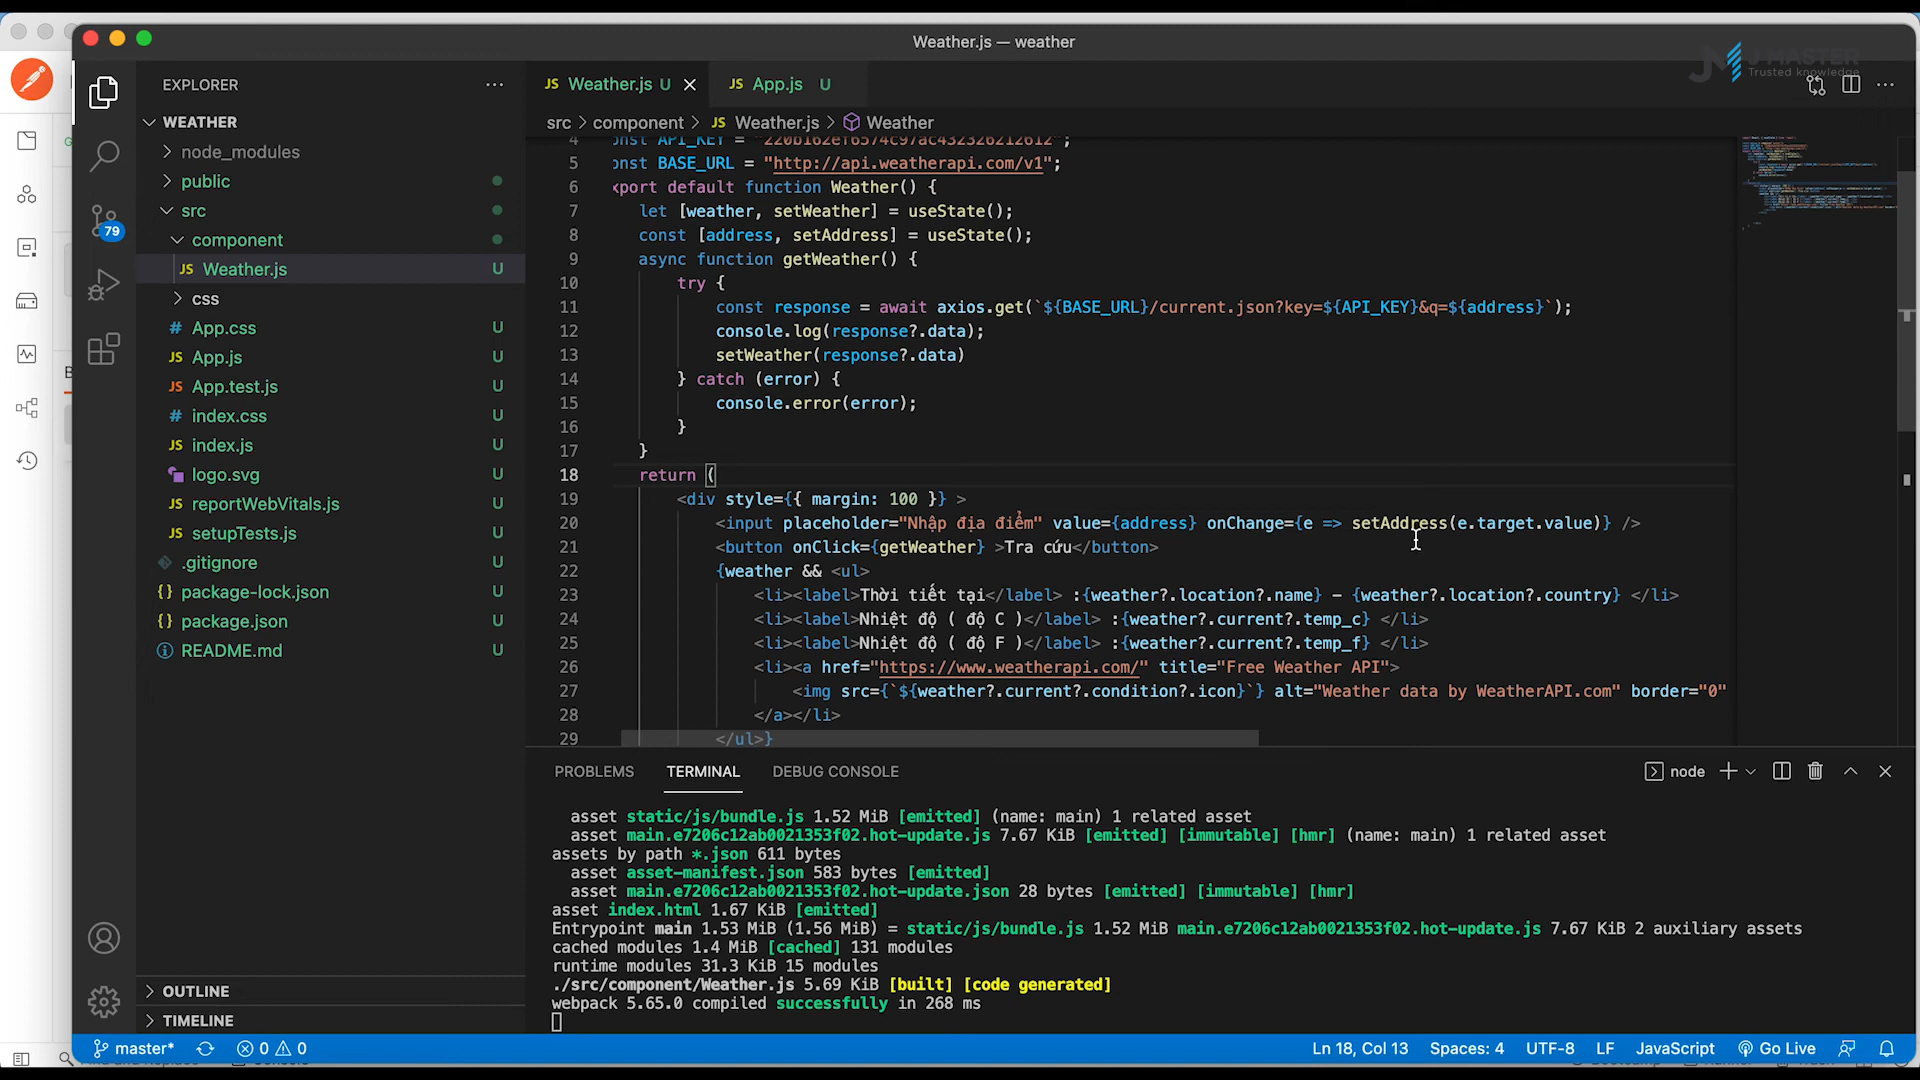 Weather.js — weather
J MASTER
Trusted knowledge
EXPLORER
JS Weather.js U
JS App.js U
src > component > JS Weather.js > Weather
WEATHER
node_modules
public
src
component
JS Weather.js U
css
# App.css U
JS App.js U
JS App.test.js U
# index.css U
JS index.js U
logo.svg U
JS reportWebVitals.js U
JS setupTests.js U
.gitignore U
{} package-lock.json U
{} package.json U
README.md U
79
OUTLINE
TIMELINE
4 onst API_KEY = "220b162ef6574c97ac432326212612";
5 onst BASE_URL = "http://api.weatherapi.com/v1";
6 xport default function Weather() {
7 let [weather, setWeather] = useState();
8 const [address, setAddress] = useState();
9 async function getWeather() {
10 try {
11 const response = await axios.get(`${BASE_URL}/current.json?key=${API_KEY}&q=${address}`);
12 console.log(response?.data);
13 setWeather(response?.data)
14 } catch (error) {
15 console.error(error);
16 }
17 }
18 return (
19 <div style={{ margin: 100 }} >
20 <input placeholder="Nhập địa điểm" value={address} onChange={e => setAddress(e.target.value)} />
21 <button onClick={getWeather} >Tra cứu</button>
22 {weather && <ul>
23 <li><label>Thời tiết tại</label> :{weather?.location?.name} - {weather?.location?.country} </li>
24 <li><label>Nhiệt độ ( độ C )</label> :{weather?.current?.temp_c} </li>
25 <li><label>Nhiệt độ ( độ F )</label> :{weather?.current?.temp_f} </li>
26 <li><a href="https://www.weatherapi.com/" title="Free Weather API">
27 <img src={`${weather?.current?.condition?.icon}`} alt="Weather data by WeatherAPI.com" border="0"
28 </a></li>
29 </ul>}
PROBLEMS TERMINAL DEBUG CONSOLE
node
asset static/js/bundle.js 1.52 MiB [emitted] (name: main) 1 related asset
asset main.e7206c12ab0021353f02.hot-update.js 7.67 KiB [emitted] [immutable] [hmr] (name: main) 1 related asset
assets by path *.json 611 bytes
asset asset-manifest.json 583 bytes [emitted]
asset main.e7206c12ab0021353f02.hot-update.json 28 bytes [emitted] [immutable] [hmr]
asset index.html 1.67 KiB [emitted]
Entrypoint main 1.53 MiB (1.56 MiB) = static/js/bundle.js 1.52 MiB main.e7206c12ab0021353f02.hot-update.js 7.67 KiB 2 auxiliary assets
cached modules 1.4 MiB [cached] 131 modules
runtime modules 31.3 KiB 15 modules
./src/component/Weather.js 5.69 KiB [built] [code generated]
webpack 5.65.0 compiled successfully in 268 ms
master* 0 0
Ln 18, Col 13 Spaces: 4 UTF-8 LF JavaScript Go Live